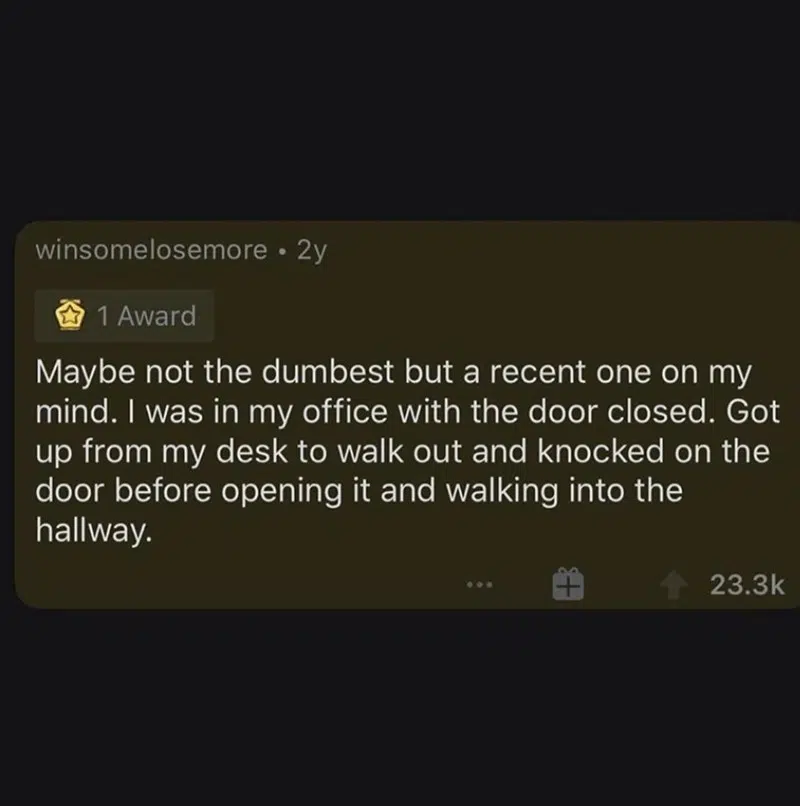 winsomelosemore • 2y
1 Award
Maybe not the dumbest but a recent one on my
mind. I was in my office with the door closed. Got
up from my desk to walk out and knocked on the
door before opening it and walking into the
hallway.
23.3k